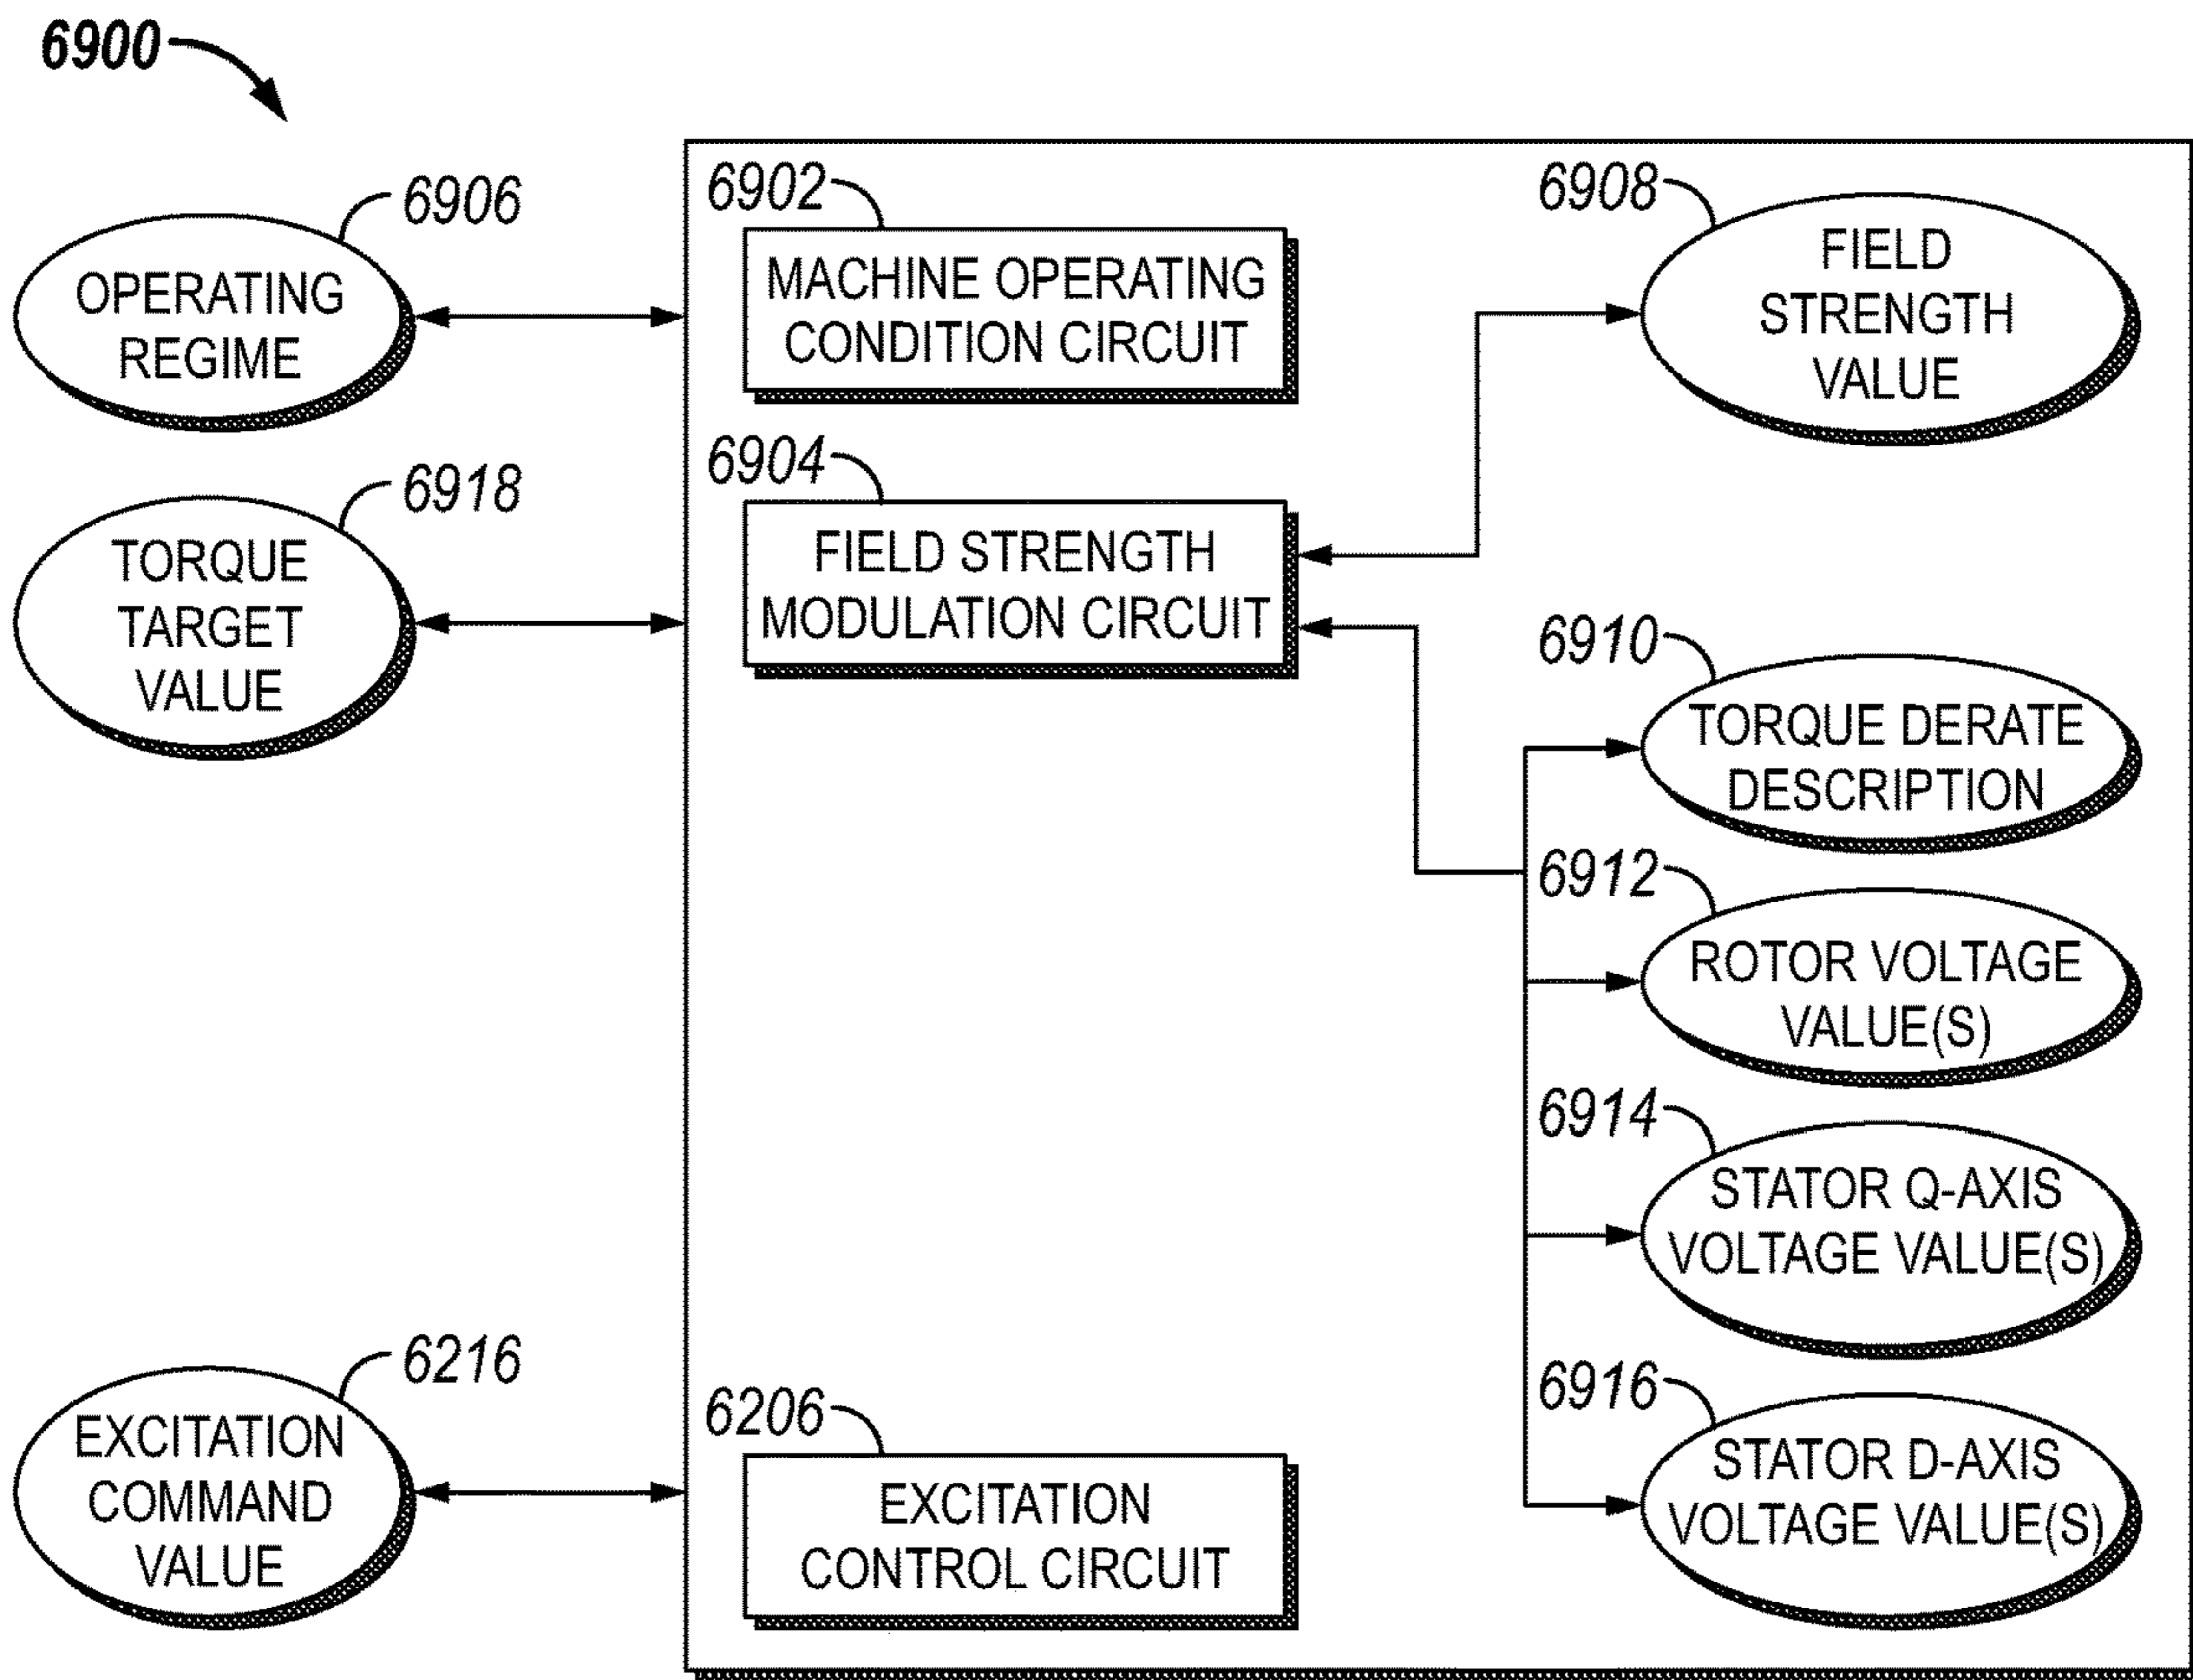 6900
6906
OPERATING
REGIME
6918
TORQUE
TARGET
VALUE
6216
EXCITATION
COMMAND
VALUE
6902
MACHINE OPERATING
CONDITION CIRCUIT
6904
FIELD STRENGTH
MODULATION CIRCUIT
6206
EXCITATION
CONTROL CIRCUIT
6908
FIELD
STRENGTH
VALUE
6910
TORQUE DERATE
DESCRIPTION
6912
ROTOR VOLTAGE
VALUE(S)
6914
STATOR Q-AXIS
VOLTAGE VALUE(S)
6916
STATOR D-AXIS
VOLTAGE VALUE(S)